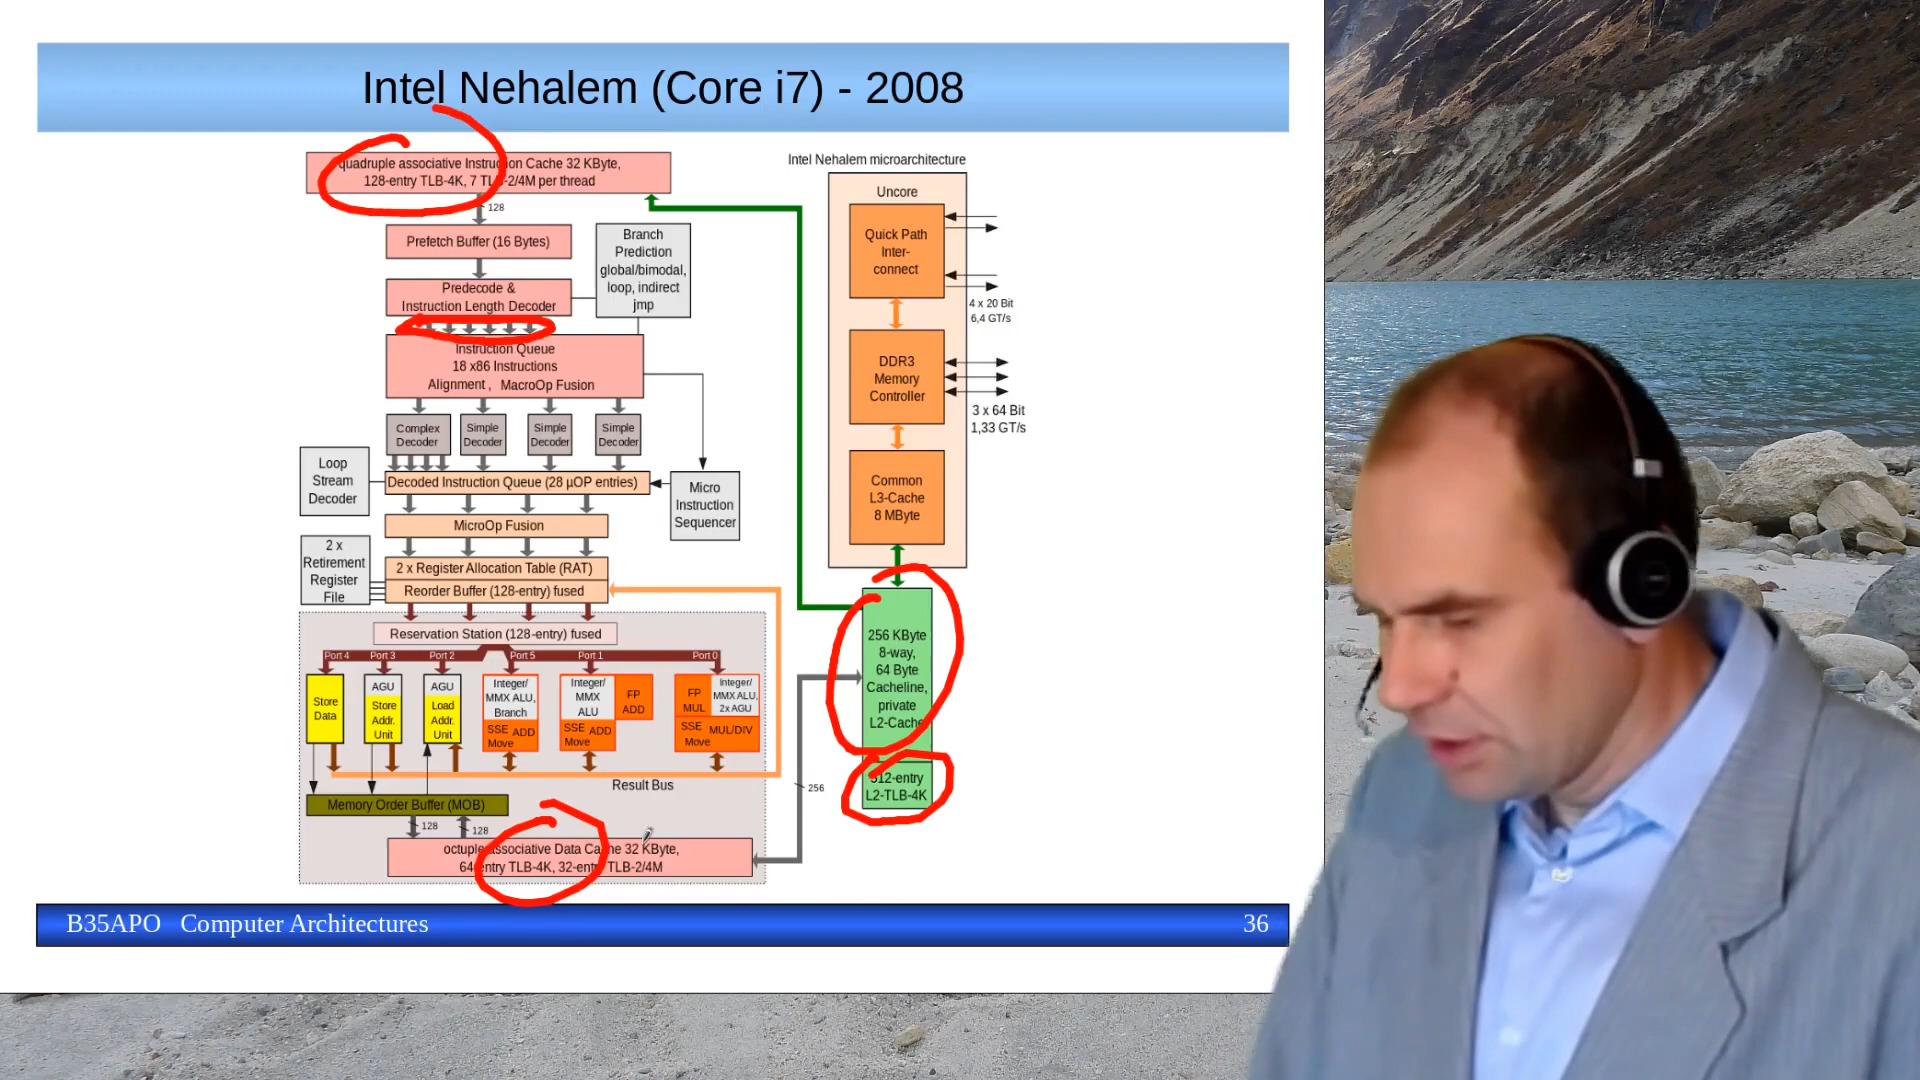 Intel Nehalem (Core i7) - 2008
quadruple associative Instruction Cache 32 KByte,
128-entry TLB-4K, 7 TLB-2/4M per thread
128
Prefetch Buffer (16 Bytes)
Predecode &
Instruction Length Decoder
Branch
Prediction
global/bimodal,
loop, indirect
jmp
Instruction Queue
18 x86 Instructions
Alignment , MacroOp Fusion
Complex
Decoder
Simple
Decoder
Simple
Decoder
Simple
Decoder
Loop
Stream
Decoder
Decoded Instruction Queue (28 µOP entries)
Micro
Instruction
Sequencer
MicroOp Fusion
2 x
Retirement
Register
File
2 x Register Allocation Table (RAT)
Reorder Buffer (128-entry) fused
Reservation Station (128-entry) fused
Port 4
Port 3
Port 2
Port 5
Port 1
Port 0
Store
Data
AGU
Store
Addr.
Unit
AGU
Load
Addr.
Unit
Integer/
MMX ALU,
Branch
SSE ADD
Move
Integer/
MMX
ALU
FP
ADD
SSE ADD
Move
FP
MUL
Integer/
MMX ALU,
2x AGU
SSE MUL/DIV
Move
Result Bus
Memory Order Buffer (MOB)
128
128
octuple associative Data Cache 32 KByte,
64-entry TLB-4K, 32-entry TLB-2/4M
256
Intel Nehalem microarchitecture
Uncore
Quick Path
Inter-
connect
4 x 20 Bit
6,4 GT/s
DDR3
Memory
Controller
3 x 64 Bit
1,33 GT/s
Common
L3-Cache
8 MByte
256 KByte
8-way,
64 Byte
Cacheline,
private
L2-Cache
512-entry
L2-TLB-4K
B35APO Computer Architectures
36